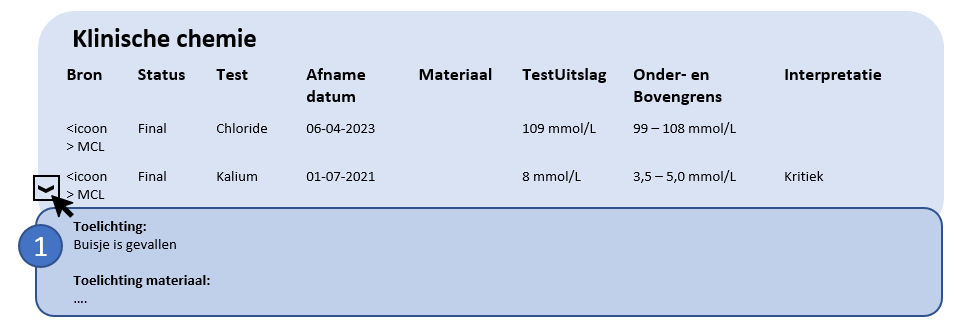 Klinische chemie
Bron Status Test Afname datum Materiaal TestUitslag Onder- en Bovengrens Interpretatie
<icoon > MCL Final Chloride 06-04-2023 109 mmol/L 99 – 108 mmol/L
<icoon > MCL Final Kalium 01-07-2021 8 mmol/L 3,5 – 5,0 mmol/L Kritiek
1
Toelichting:
Buisje is gevallen
Toelichting materiaal:
....